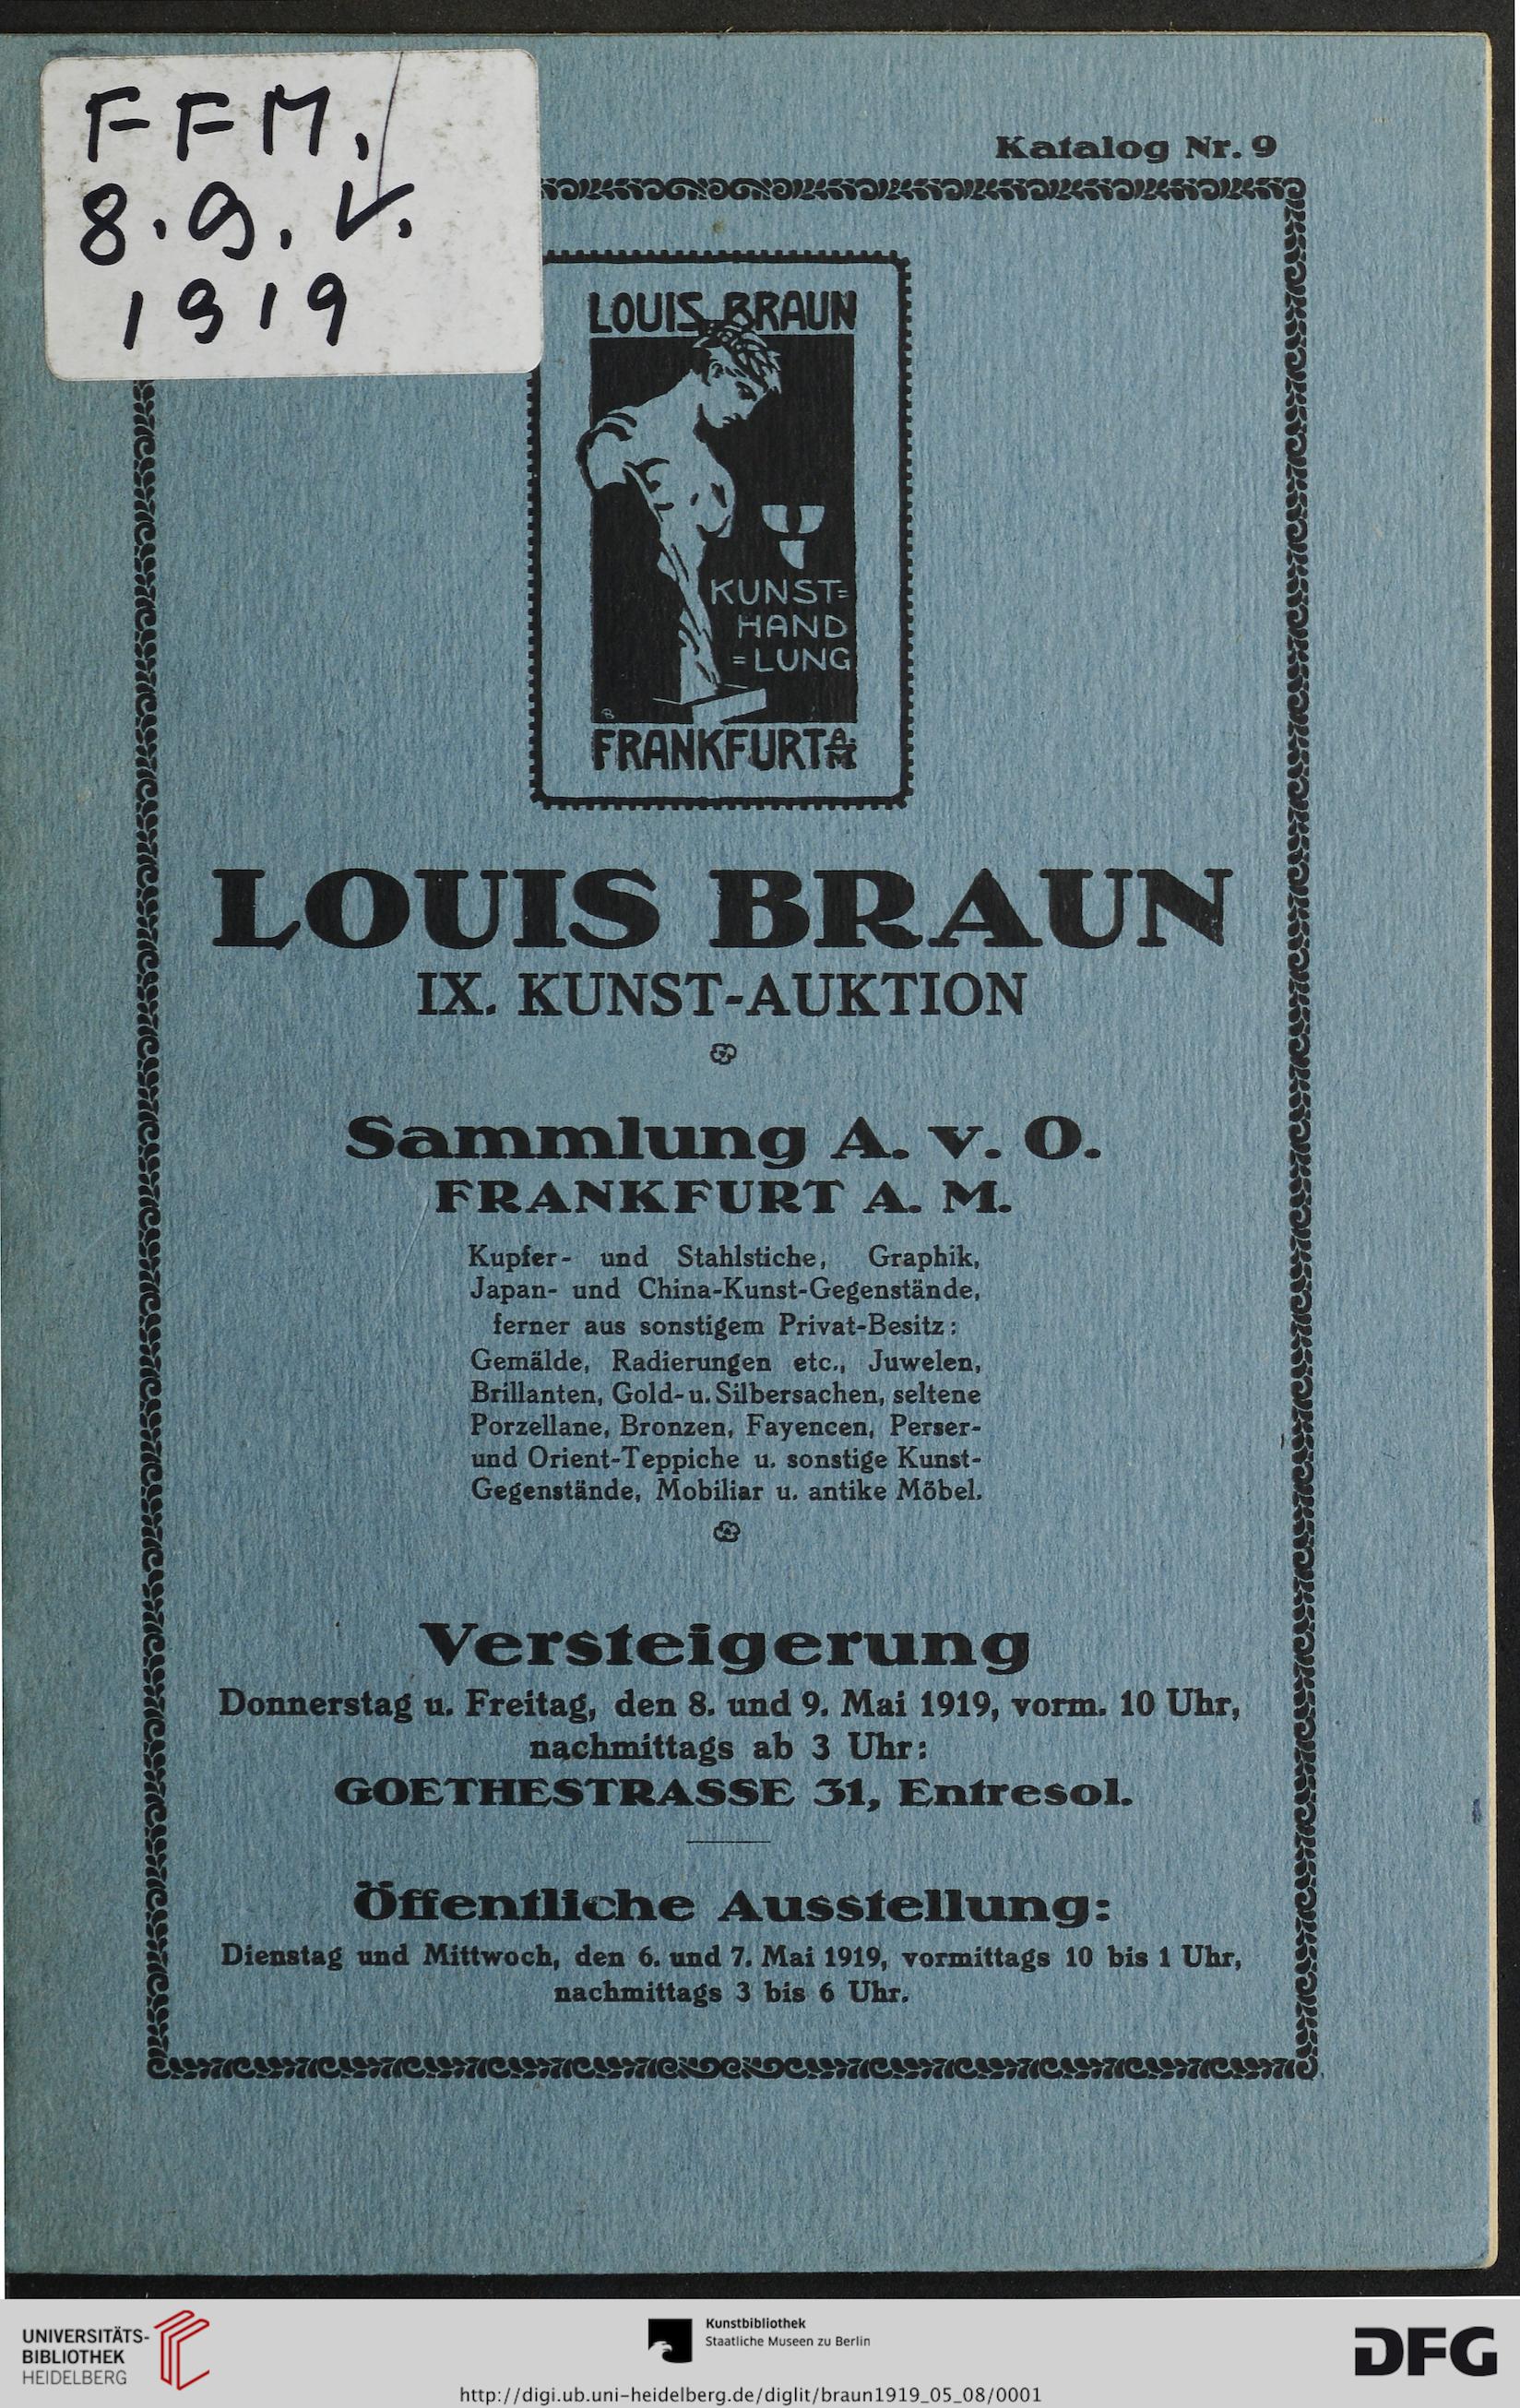 FFM.
8.9.V.
1919
Katalog Nr. 9
LOUIS BRAUN
KUNST=
HAND
=LUNG
B
FRANKFURT A. M.
LOUIS BRAUN
IX. KUNST-AUKTION
Sammlung A. v. O.
FRANKFURT A. M.
Kupfer- und Stahlstiche, Graphik,
Japan- und China-Kunst-Gegenstände,
ferner aus sonstigem Privat-Besitz:
Gemälde, Radierungen etc., Juwelen,
Brillanten, Gold- u. Silbersachen, seltene
Porzellane, Bronzen, Fayencen, Perser-
und Orient-Teppiche u. sonstige Kunst-
Gegenstände, Mobiliar u. antike Möbel.
Versteigerung
Donnerstag u. Freitag, den 8. und 9. Mai 1919, vorm. 10 Uhr,
nachmittags ab 3 Uhr:
GOETHESTRASSE 31, Entresol.
Öffentliche Ausstellung:
Dienstag und Mittwoch, den 6. und 7. Mai 1919, vormittags 10 bis 1 Uhr,
nachmittags 3 bis 6 Uhr.
UNIVERSITÄTS-
BIBLIOTHEK
HEIDELBERG
Kunstbibliothek
Staatliche Museen zu Berlin
DFG
http://digi.ub.uni-heidelberg.de/diglit/braun1919_05_08/0001